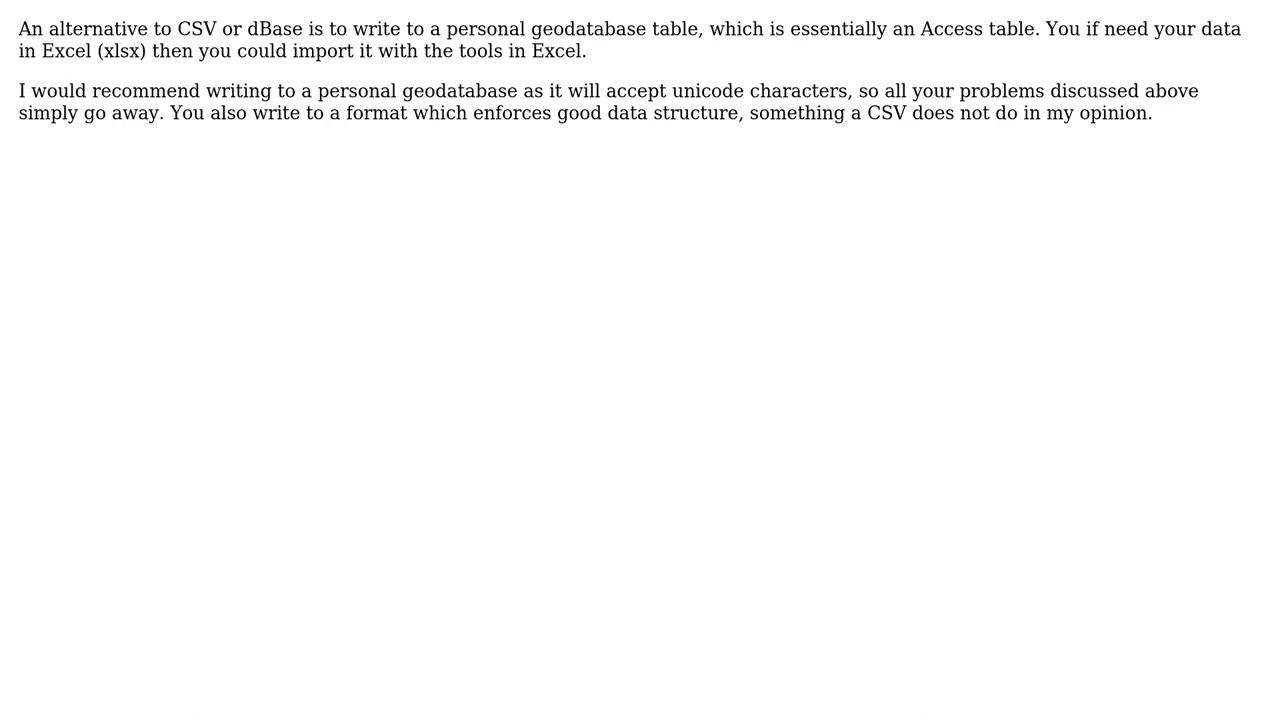 An alternative to CSV or dBase is to write to a personal geodatabase table, which is essentially an Access table. You if need your data
in Excel (xlsx) then you could import it with the tools in Excel.
I would recommend writing to a personal geodatabase as it will accept unicode characters, so all your problems discussed above
simply go away. You also write to a format which enforces good data structure, something a CSV does not do in my opinion.